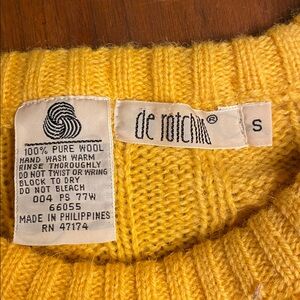 100% PURE WOOL
HAND WASH WARM
RINSE THOROUGHLY
DO NOT TWIST OR WRING
BLOCK TO DRY
DO NOT BLEACH
004 PS 77W
66055
MADE IN PHILIPPINES
RN 47174
de rotchild®
S